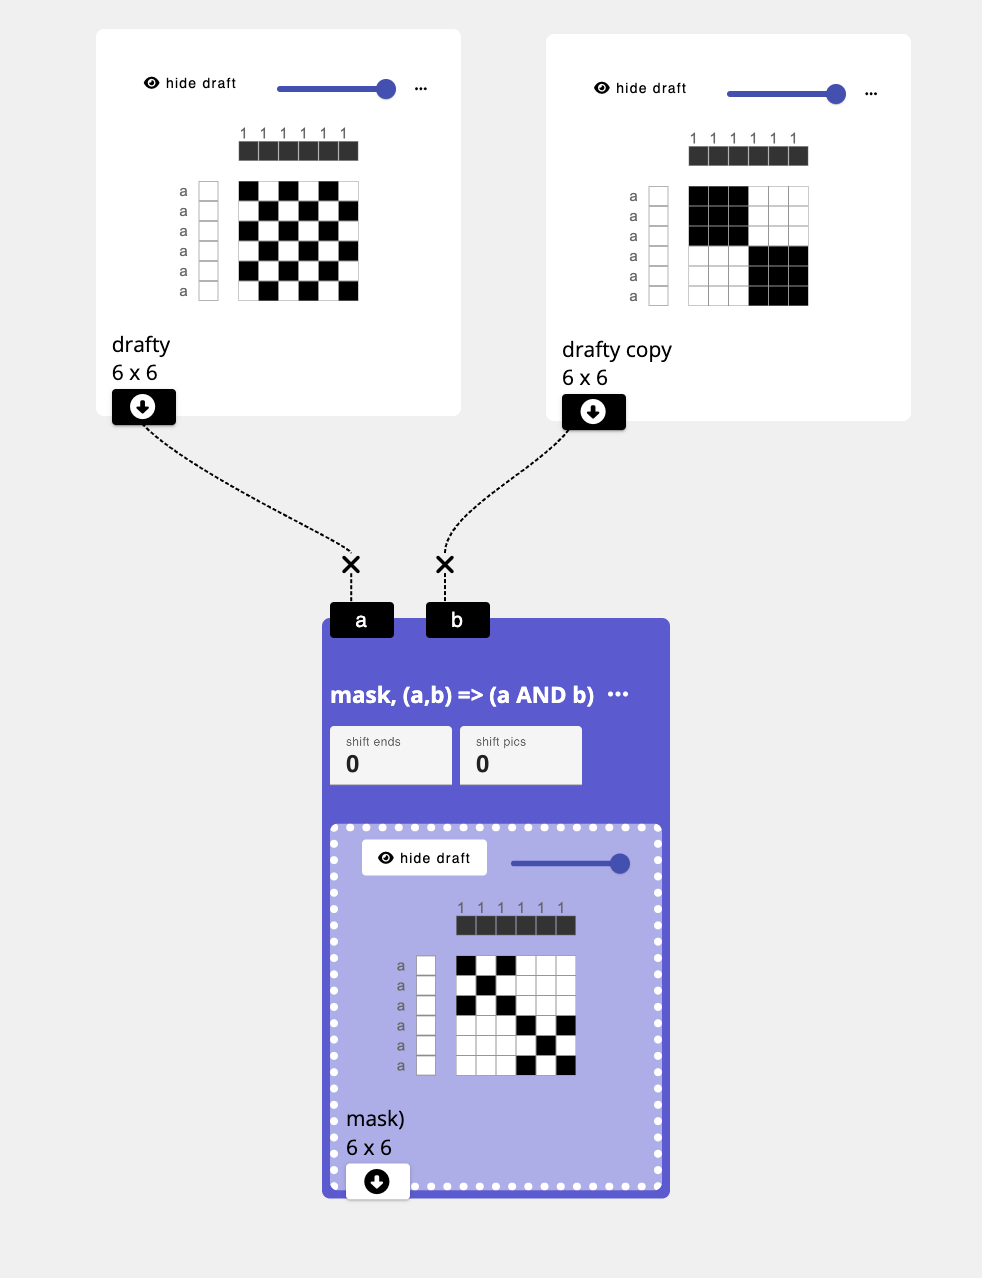 hide draft
1 1 1 1 1 1
a
a
a
a
a
a
drafty
6 x 6
hide draft
1 1 1 1 1 1
a
a
a
a
a
a
drafty copy
6 x 6
a
b
mask, (a,b) => (a AND b)
shift ends
0
shift pics
0
hide draft
1 1 1 1 1 1
a
a
a
a
a
a
mask)
6 x 6